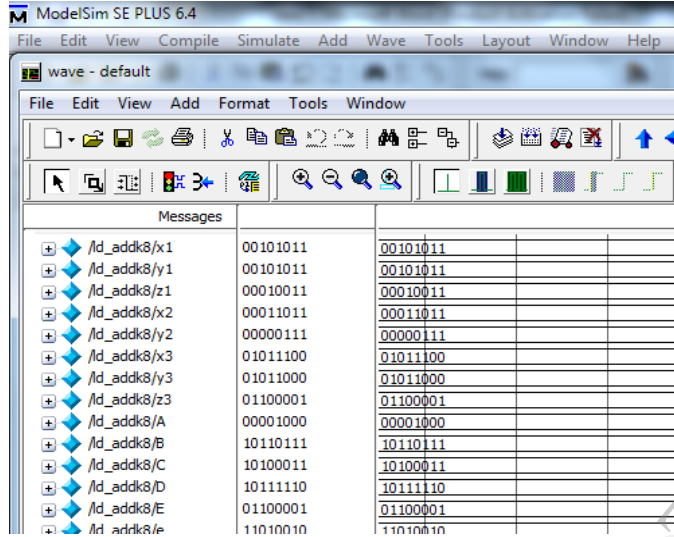 ModelSim SE PLUS 6.4
File Edit View Compile Simulate Add Wave Tools Layout Window Help
wave - default
File Edit View Add Format Tools Window
Messages
/ld_addk8/x1 00101011 00101011
/ld_addk8/y1 00101011 00101011
/ld_addk8/z1 00010011 00010011
/ld_addk8/x2 00011011 00011011
/ld_addk8/y2 00000111 00000111
/ld_addk8/x3 01011100 01011100
/ld_addk8/y3 01011000 01011000
/ld_addk8/z3 01100001 01100001
/ld_addk8/A 00001000 00001000
/ld_addk8/B 10110111 10110111
/ld_addk8/C 10100011 10100011
/ld_addk8/D 10111110 10111110
/ld_addk8/E 01100001 01100001
/ld_addk8/e 11010010 11010010